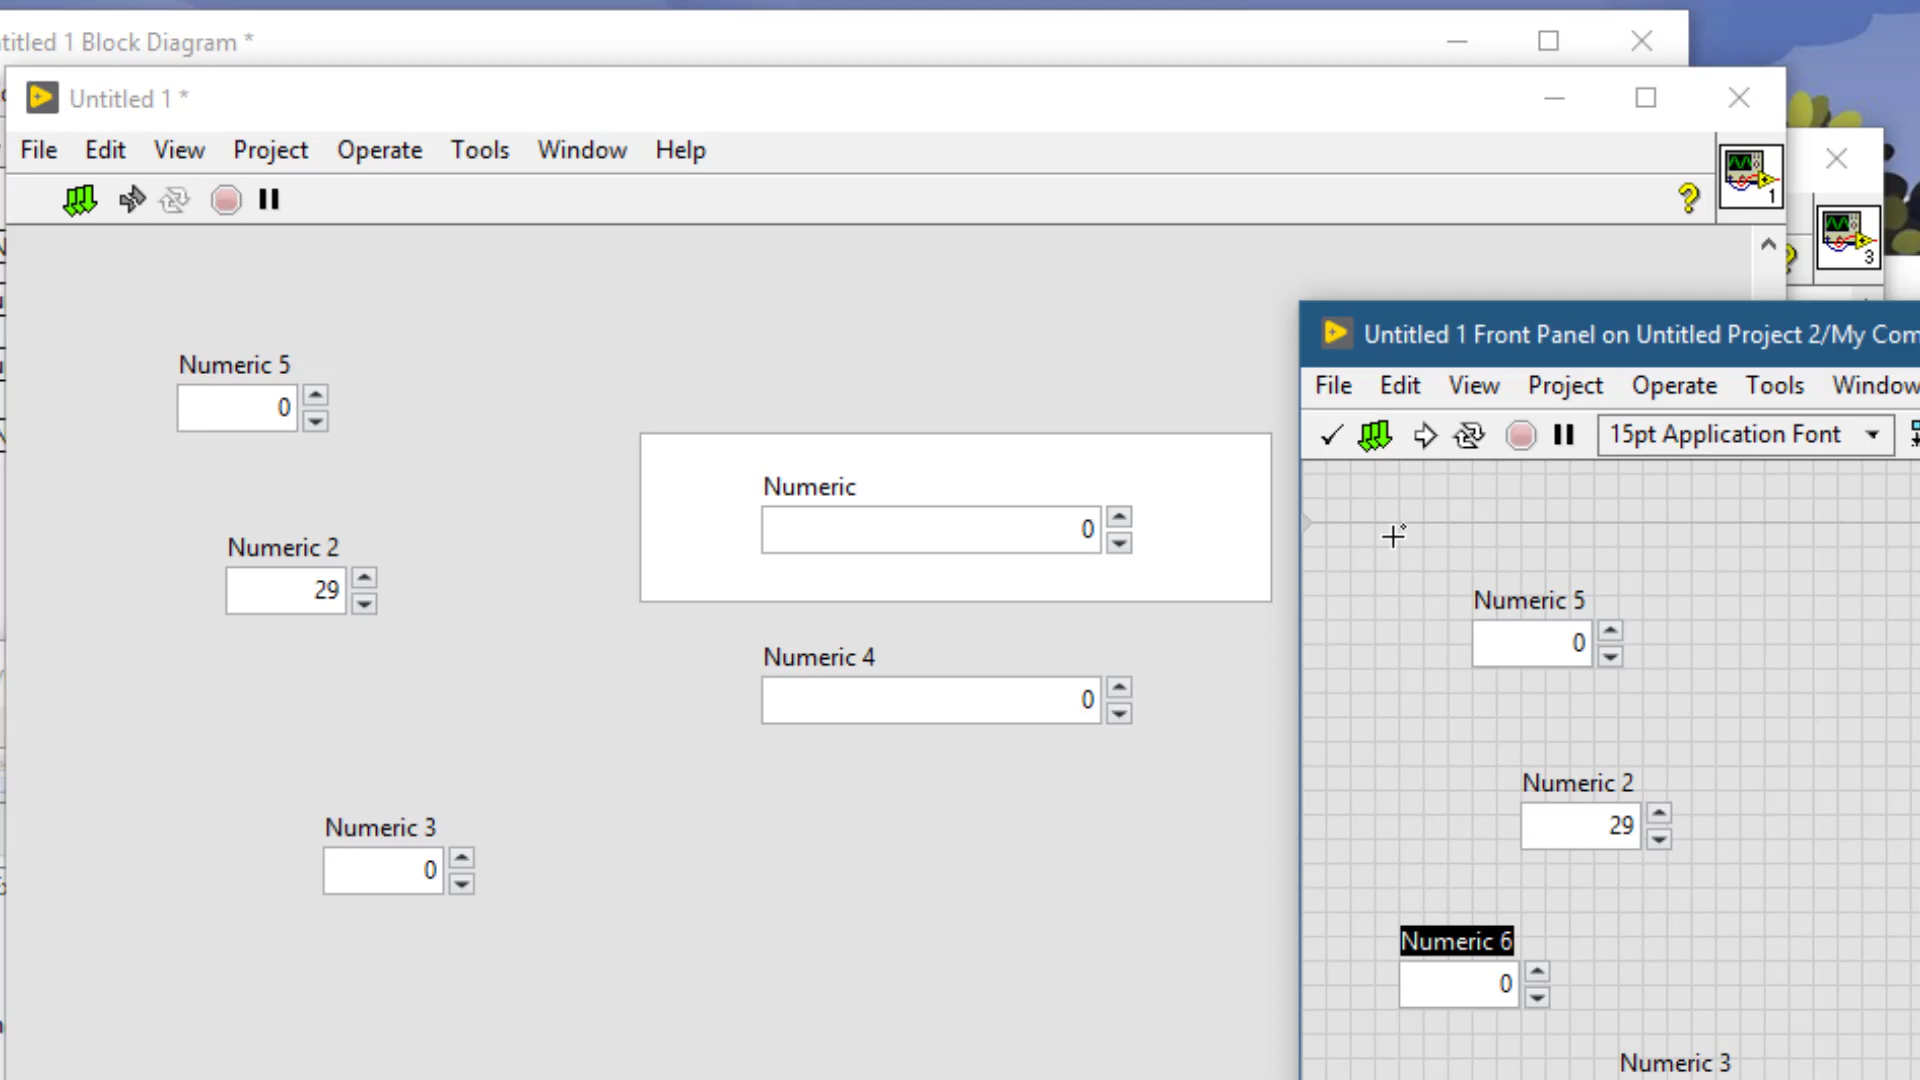 titled 1 Block Diagram *
Untitled 1 *
File Edit View Project Operate Tools Window Help
1
3
Numeric 5
0
Numeric 2
29
Numeric
0
Numeric 4
0
Numeric 3
0
Untitled 1 Front Panel on Untitled Project 2/My Com
File Edit View Project Operate Tools Window
15pt Application Font
Numeric 5
0
Numeric 2
29
Numeric 6
0
Numeric 3